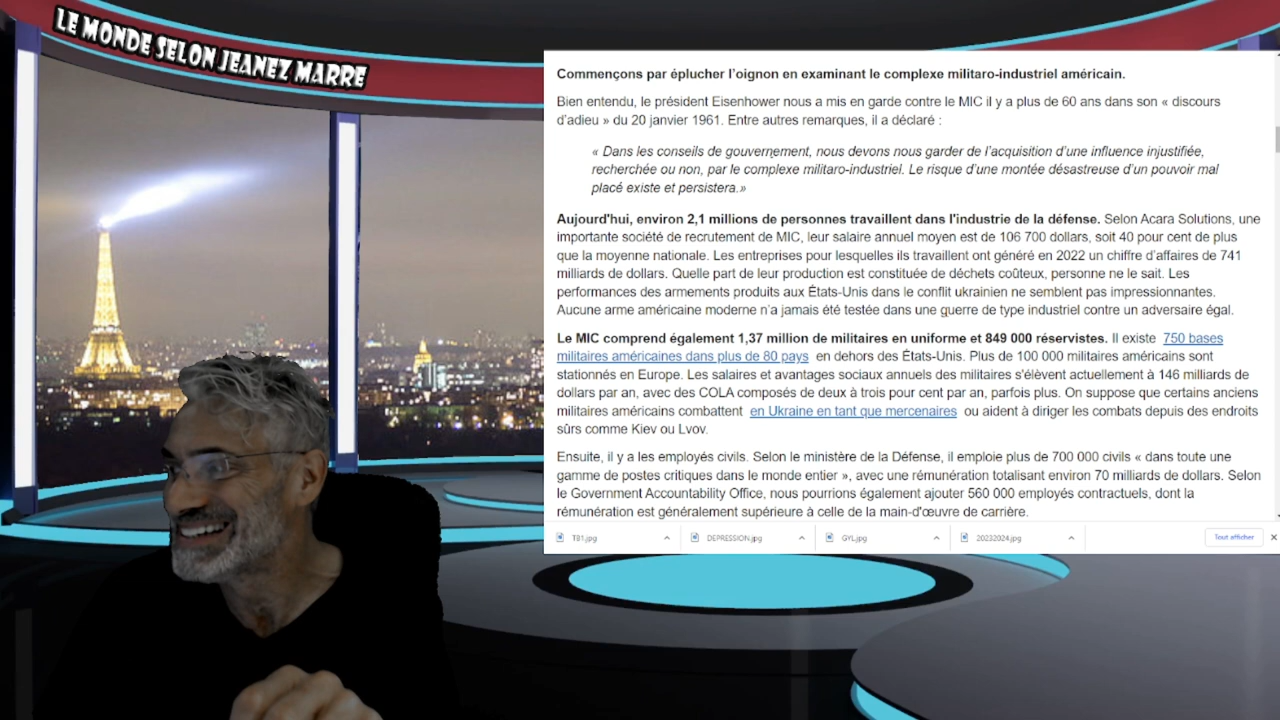 LE MONDE SELON JEANEZ MARRE
Commençons par éplucher l'oignon en examinant le complexe militaro-industriel américain.
Bien entendu, le président Eisenhower nous a mis en garde contre le MIC il y a plus de 60 ans dans son « discours
d'adieu » du 20 janvier 1961. Entre autres remarques, il a déclaré :
« Dans les conseils de gouvernement, nous devons nous garder de l'acquisition d'une influence injustifiée,
recherchée ou non, par le complexe militaro-industriel. Le risque d'une montée désastreuse d'un pouvoir mal
placé existe et persistera.»
Aujourd'hui, environ 2,1 millions de personnes travaillent dans l'industrie de la défense. Selon Acara Solutions, une
importante société de recrutement de MIC, leur salaire annuel moyen est de 106 700 dollars, soit 40 pour cent de plus
que la moyenne nationale. Les entreprises pour lesquelles ils travaillent ont généré en 2022 un chiffre d'affaires de 741
milliards de dollars. Quelle part de leur production est constituée de déchets coûteux, personne ne le sait. Les
performances des armements produits aux États-Unis dans le conflit ukrainien ne semblent pas impressionnantes.
Aucune arme américaine moderne n'a jamais été testée dans une guerre de type industriel contre un adversaire égal.
Le MIC comprend également 1,37 million de militaires en uniforme et 849 000 réservistes. Il existe 750 bases
militaires américaines dans plus de 80 pays en dehors des États-Unis. Plus de 100 000 militaires américains sont
stationnés en Europe. Les salaires et avantages sociaux annuels des militaires s'élèvent actuellement à 146 milliards de
dollars par an, avec des COLA composés de deux à trois pour cent par an, parfois plus. On suppose que certains anciens
militaires américains combattent en Ukraine en tant que mercenaires ou aident à diriger les combats depuis des endroits
sûrs comme Kiev ou Lvov.
Ensuite, il y a les employés civils. Selon le ministère de la Défense, il emploie plus de 700 000 civils « dans toute une
gamme de postes critiques dans le monde entier », avec une rémunération totalisant environ 70 milliards de dollars. Selon
le Government Accountability Office, nous pourrions également ajouter 560 000 employés contractuels, dont la
rémunération est généralement supérieure à celle de la main-d'œuvre de carrière.
TB1.jpg DEPRESSION.jpg GYL.jpg 20232024.jpg Tout afficher